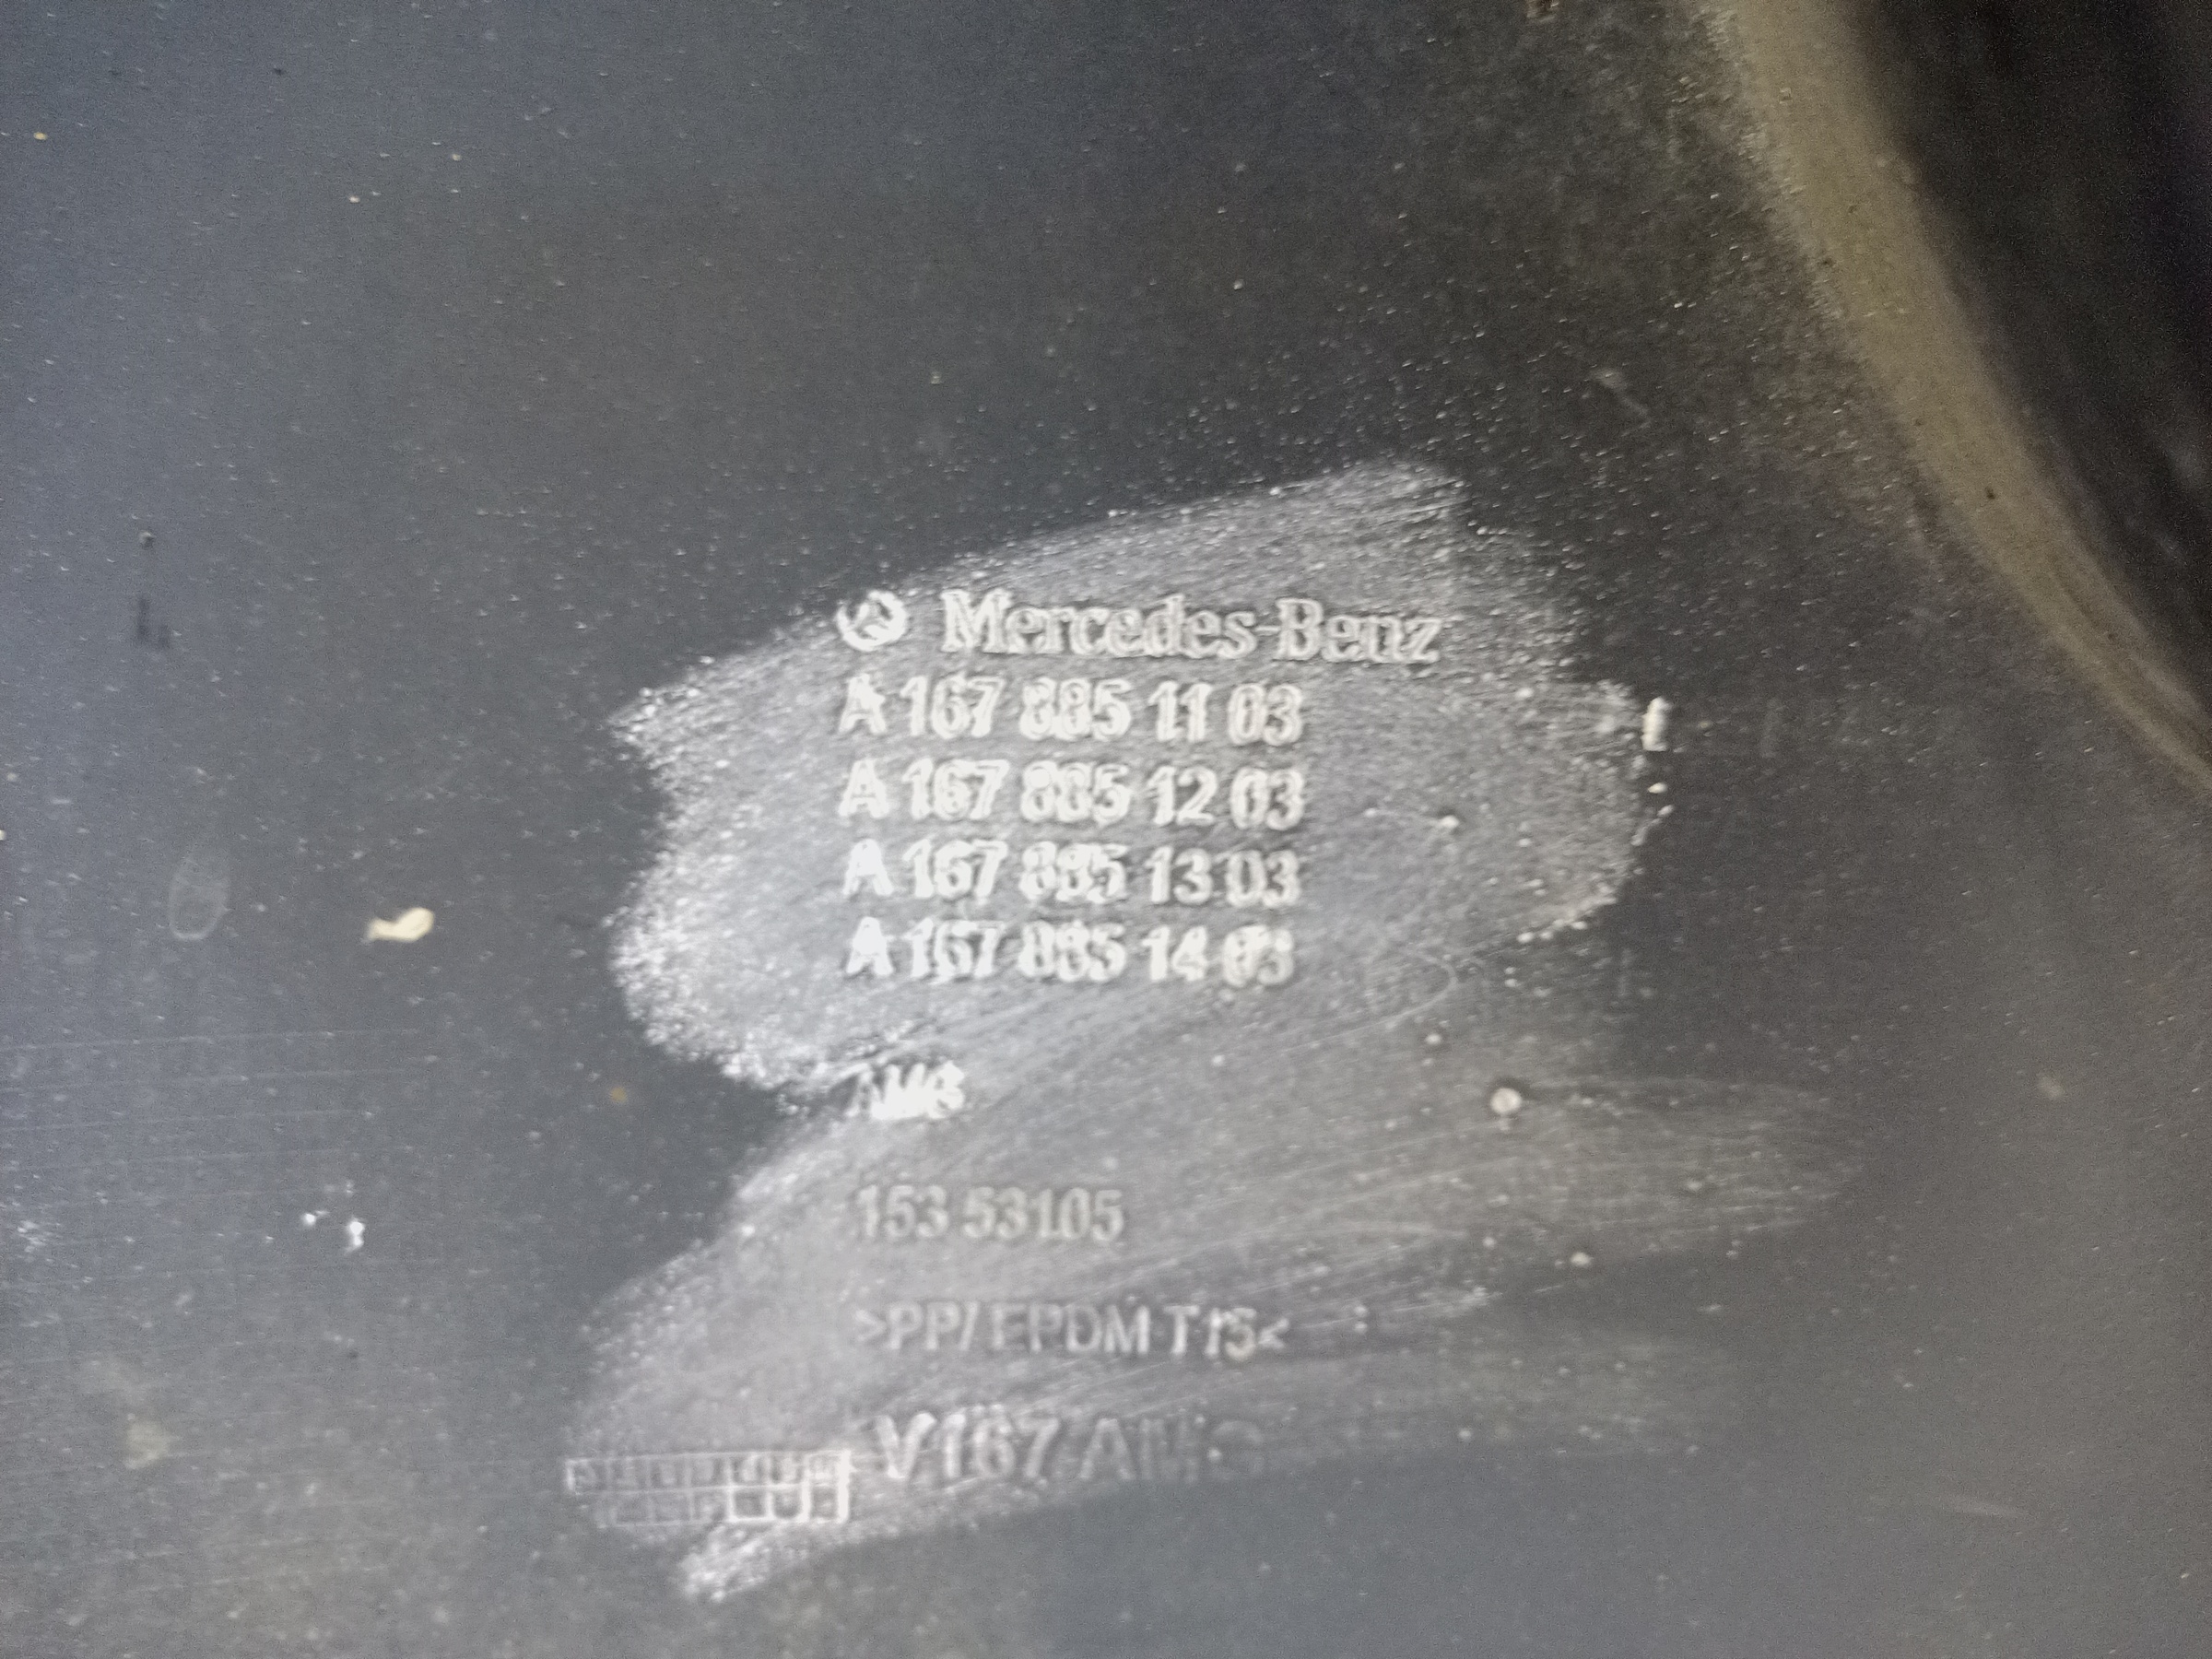 Mercedes-Benz
A 167 885 11 03
A 167 885 12 03
A 167 885 13 03
A 167 885 14 03
AMG
153 53105
>PP/EPDM T15<
V167 AMG